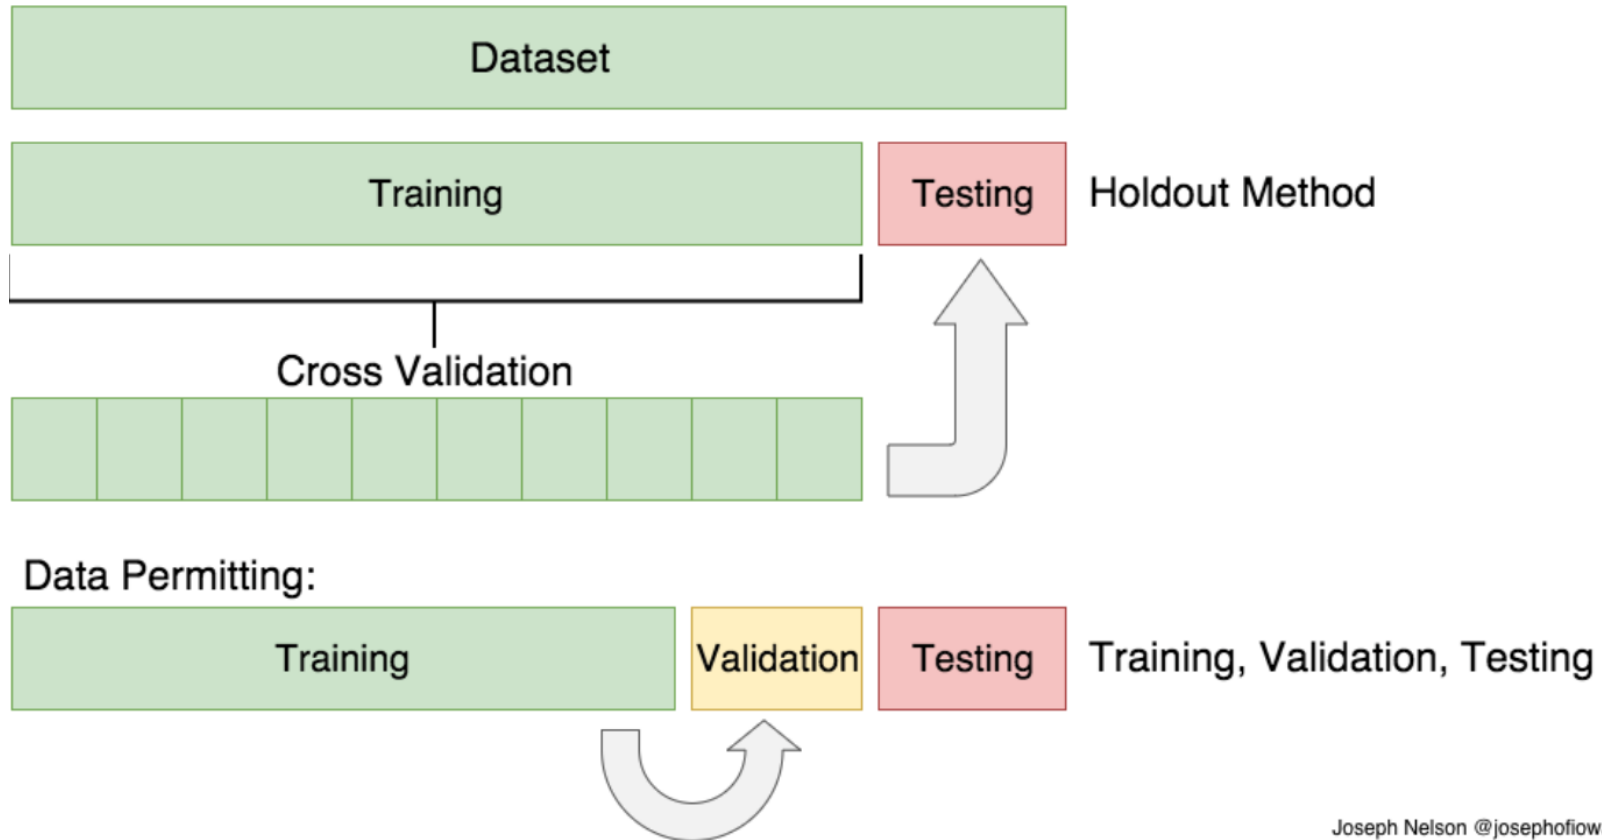 Dataset
Training
Testing
Holdout Method
Cross Validation
Data Permitting:
Training
Validation
Testing
Training, Validation, Testing
Joseph Nelson @josephofiow